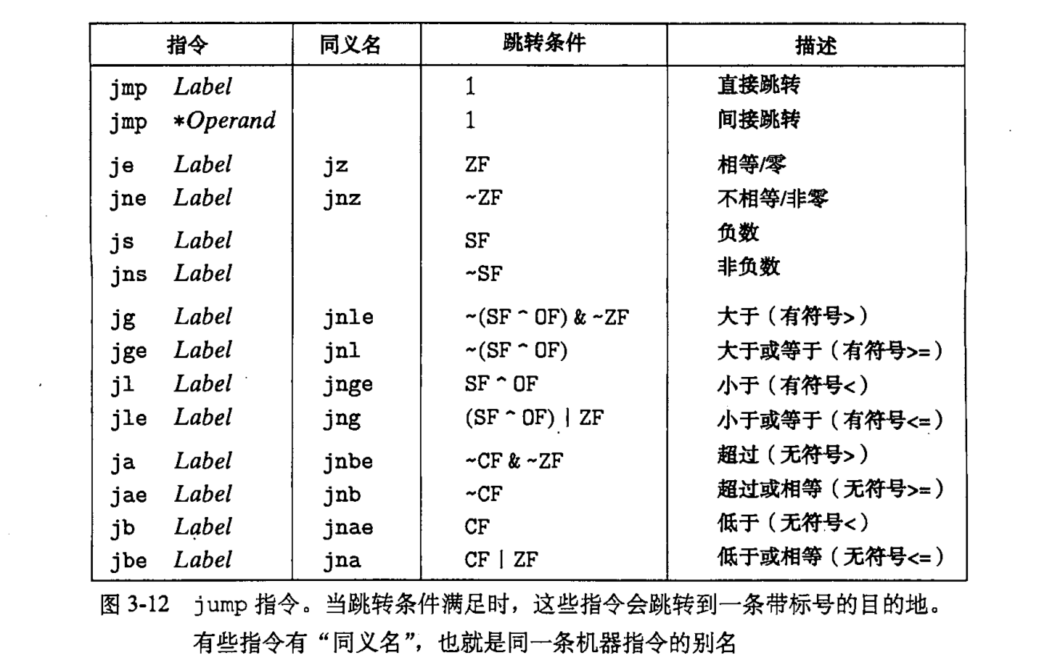 指令 同义名 跳转条件 描述
jmp Label 1 直接跳转
jmp *Operand 1 间接跳转
je Label jz ZF 相等/零
jne Label jnz ~ZF 不相等/非零
js Label SF 负数
jns Label ~SF 非负数
jg Label jnle ~(SF ^ OF) & ~ZF 大于（有符号>）
jge Label jnl ~(SF ^ OF) 大于或等于（有符号>=）
jl Label jnge SF ^ OF 小于（有符号<）
jle Label jng (SF ^ OF) | ZF 小于或等于（有符号<=）
ja Label jnbe ~CF & ~ZF 超过（无符号>）
jae Label jnb ~CF 超过或相等（无符号>=）
jb Label jnae CF 低于（无符号<）
jbe Label jna CF | ZF 低于或相等（无符号<=）
图 3-12 jump 指令。当跳转条件满足时，这些指令会跳转到一条带标号的目的地。
有些指令有“同义名”，也就是同一条机器指令的别名